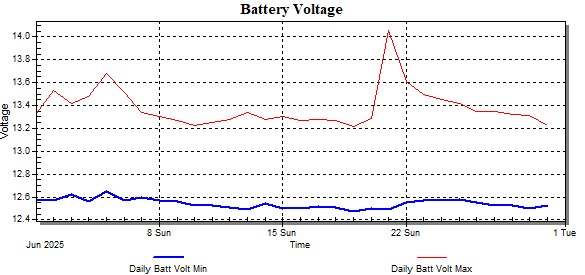 Battery Voltage
14.0
13.8
13.6
13.4
13.2
13.0
12.8
12.6
12.4
Voltage
8 Sun
15 Sun
22 Sun
1 Tue
Jun 2025
Time
Daily Batt Volt Min
Daily Batt Volt Max